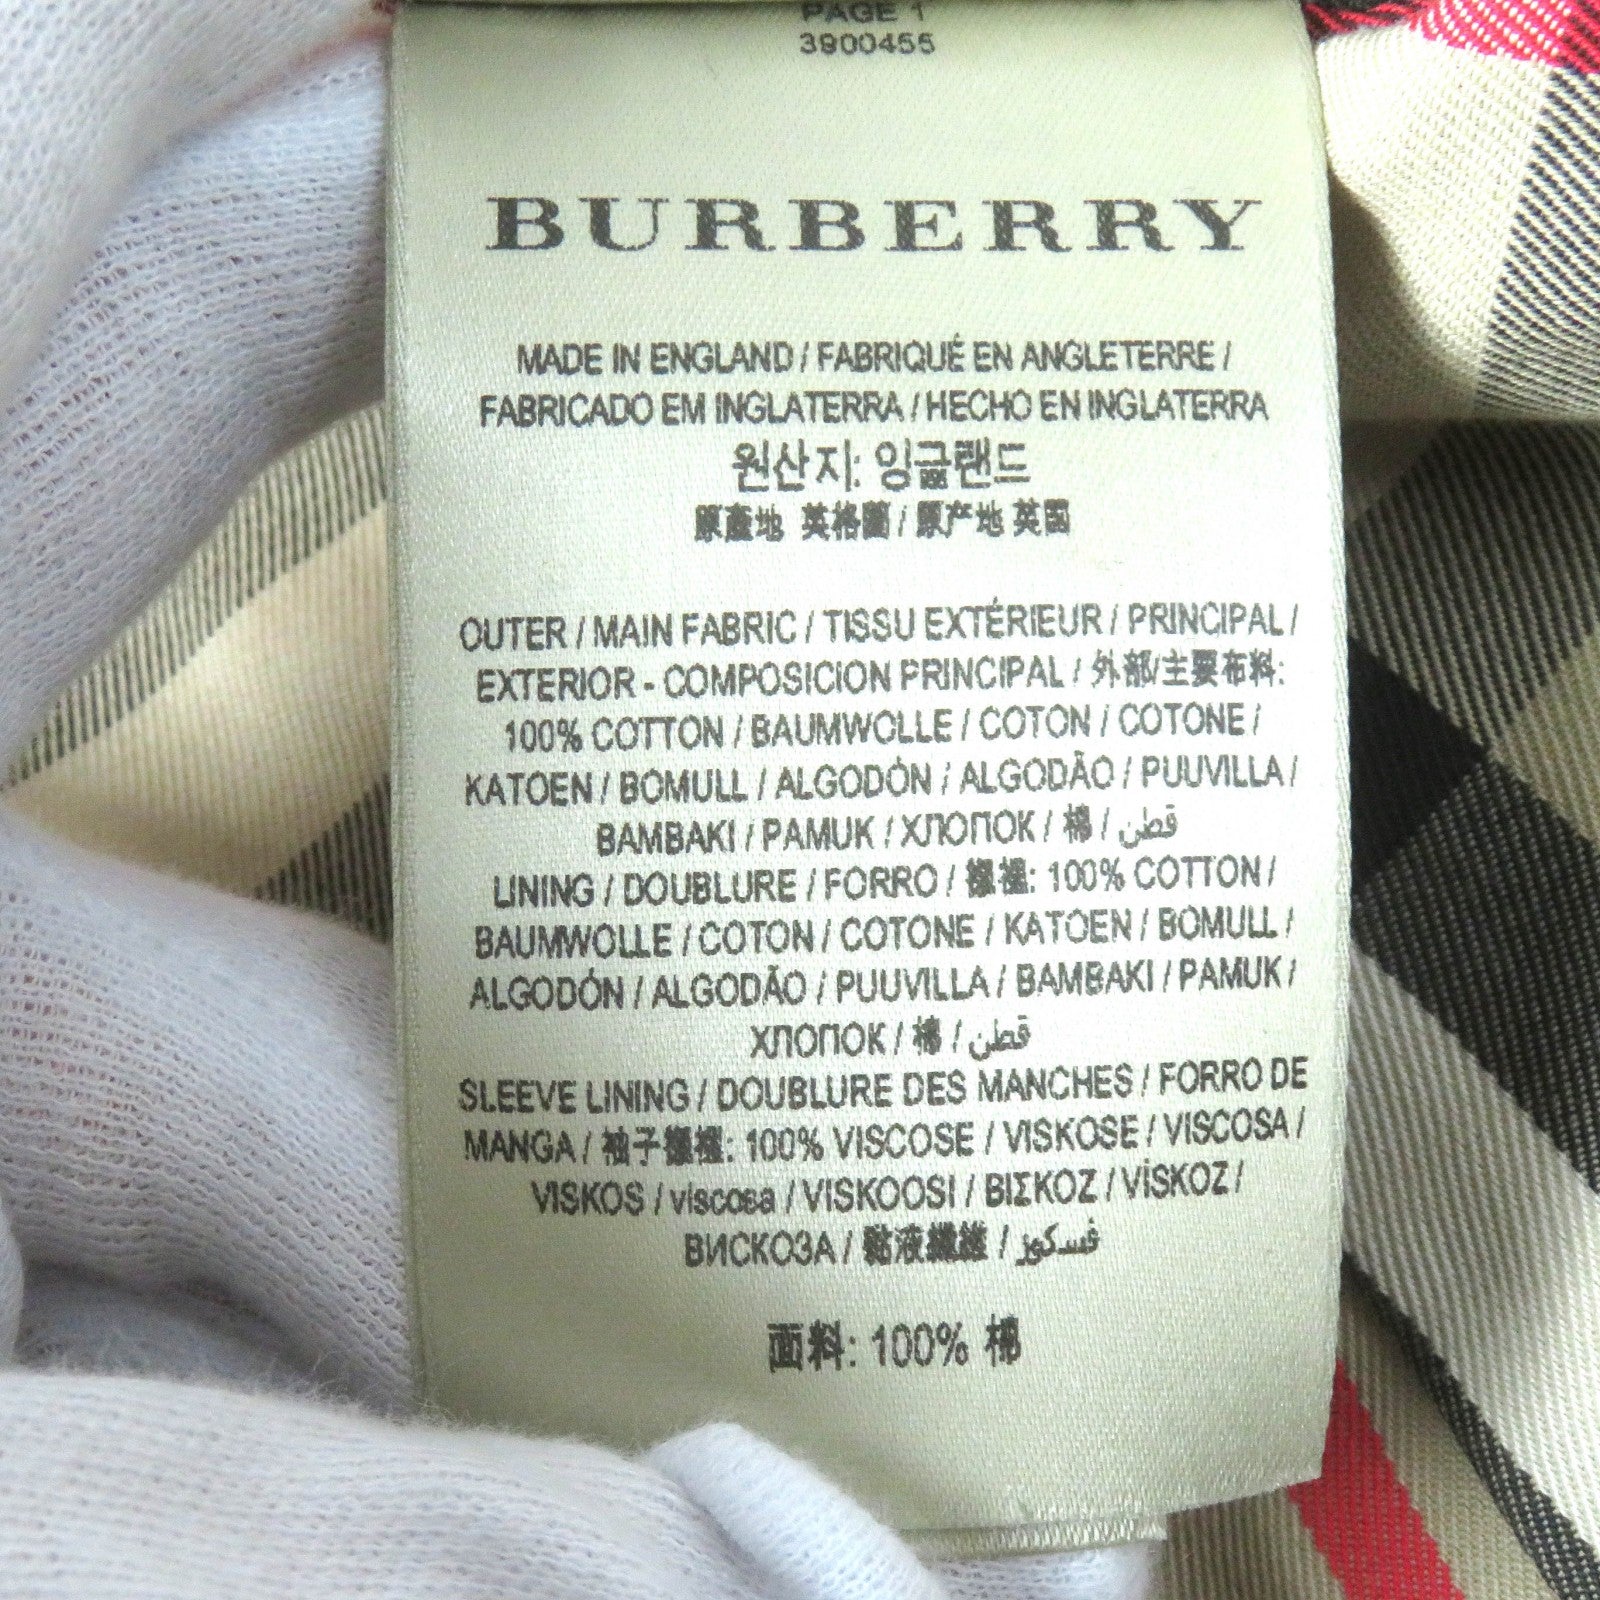 PAGE 1
3900455
BURBERRY
MADE IN ENGLAND / FABRIQUÉ EN ANGLETERRE /
FABRICADO EM INGLATERRA / HECHO EN INGLATERRA
원산지: 잉글랜드
原產地 英格蘭 / 原产地 英国
OUTER / MAIN FABRIC / TISSU EXTÉRIEUR / PRINCIPAL /
EXTERIOR - COMPOSICION PRINCIPAL / 外部/主要布料:
100% COTTON / BAUMWOLLE / COTON / COTONE /
KATOEN / BOMULL / ALGODÓN / ALGODÃO / PUUVILLA /
BAMBAKI / PAMUK / ХЛОПОК / 棉 / قطن
LINING / DOUBLURE / FORRO / 襯裡: 100% COTTON /
BAUMWOLLE / COTON / COTONE / KATOEN / BOMULL /
ALGODÓN / ALGODÃO / PUUVILLA / BAMBAKI / PAMUK /
ХЛОПОК / 棉 / قطن
SLEEVE LINING / DOUBLURE DES MANCHES / FORRO DE
MANGA / 袖子襯裡: 100% VISCOSE / VISKOSE / VISCOSA /
VISKOS / viscosa / VISKOOSI / ΒΙΣΚΟΖ / VİSKOZ /
ВИСКОЗА / 黏液纖維 / فسكوز
面料: 100% 棉